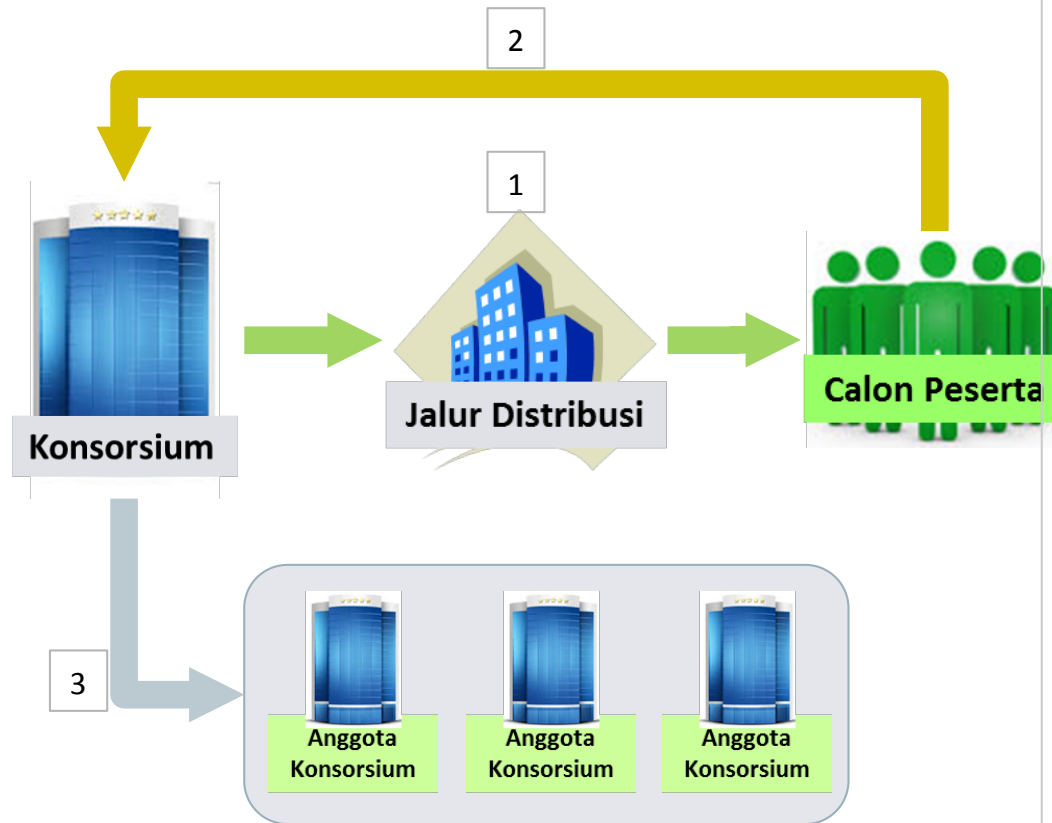 2
1
Konsorsium
Jalur Distribusi
Calon Peserta
3
Anggota
Konsorsium
Anggota
Konsorsium
Anggota
Konsorsium